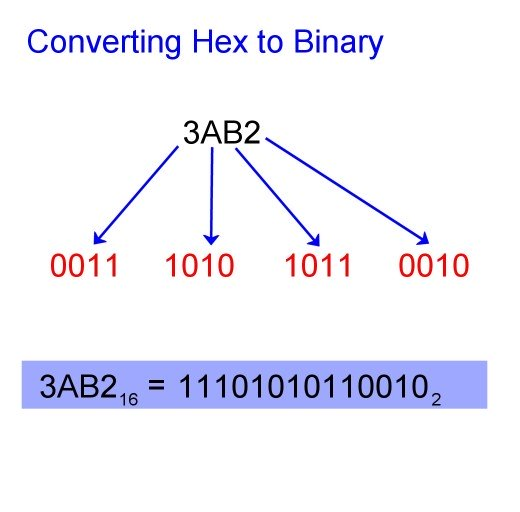 Converting Hex to Binary
3AB2
0011 1010 1011 0010
3AB2₁₆ = 11101010110010₂